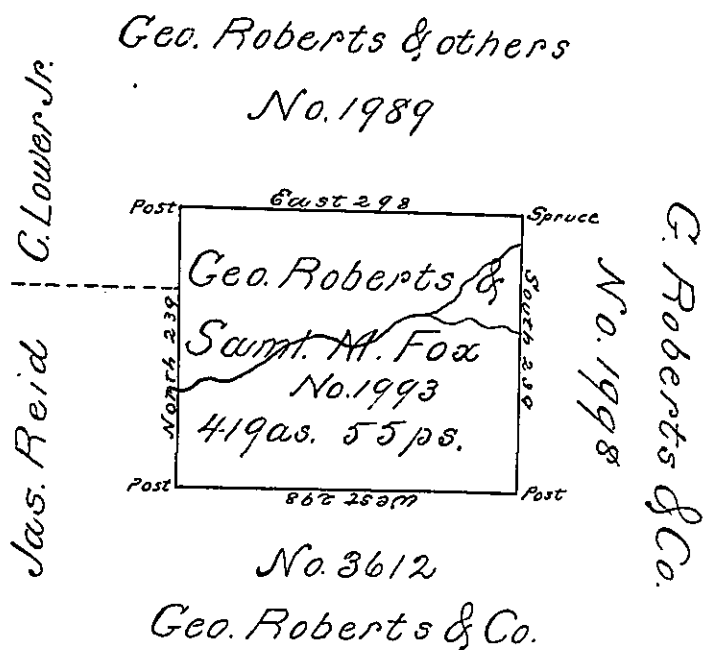 Geo. Roberts & others
No. 1989
C. Lower Jr.
Jas. Reid
Post
East 298
Spruce
Geo. Roberts &
Saml. M. Fox
No. 1993
419as. 55ps.
North 239
South 239
Post
West 298
Post
G. Roberts & Co.
No. 1998
No. 3612
Geo. Roberts & Co.